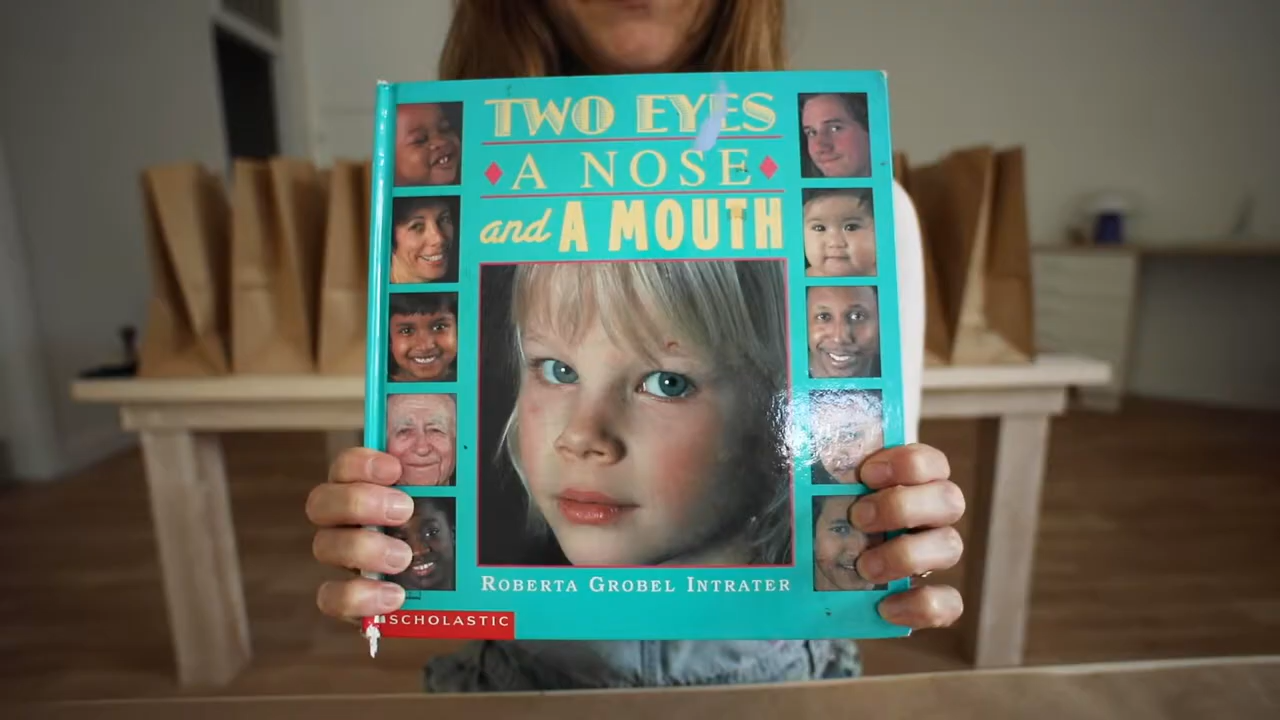 TWO EYES
A NOSE
and A MOUTH
ROBERTA GROBEL INTRATER
SCHOLASTIC